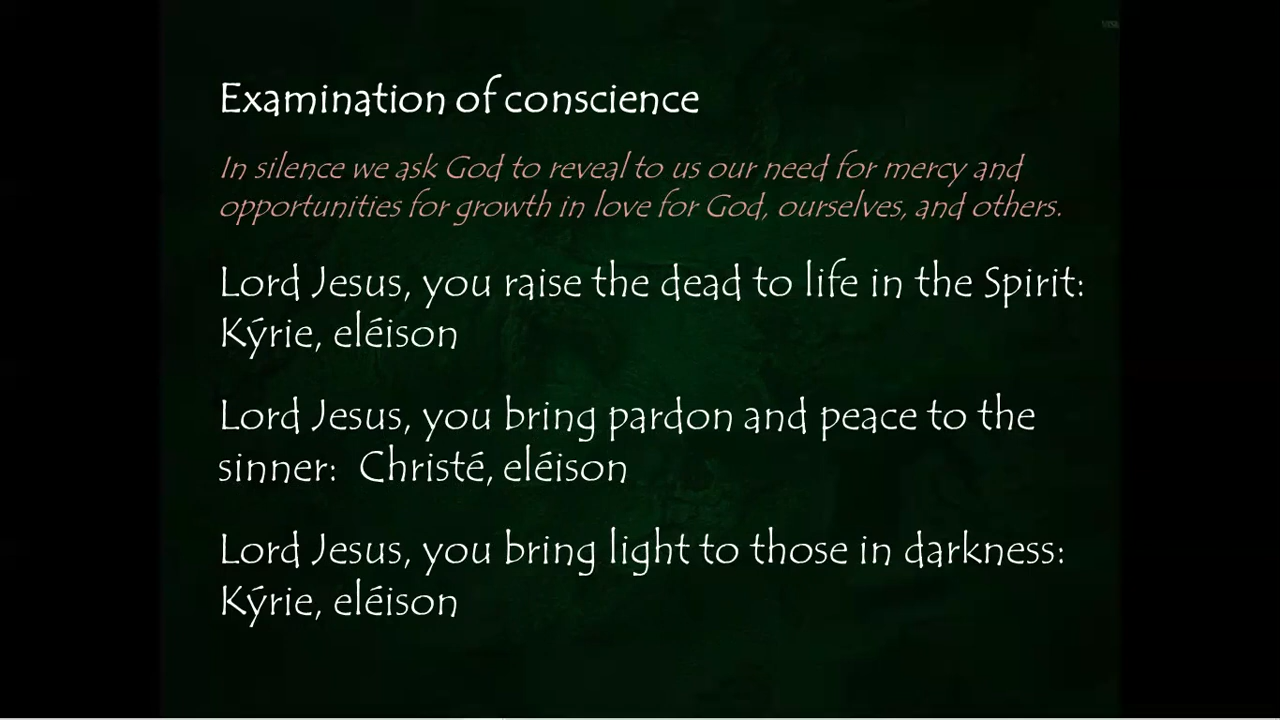 Examination of conscience
In silence we ask God to reveal to us our need for mercy and
opportunities for growth in love for God, ourselves, and others.
Lord Jesus, you raise the dead to life in the Spirit:
Kýrie, eléison
Lord Jesus, you bring pardon and peace to the
sinner:  Christé, eléison
Lord Jesus, you bring light to those in darkness:
Kýrie, eléison